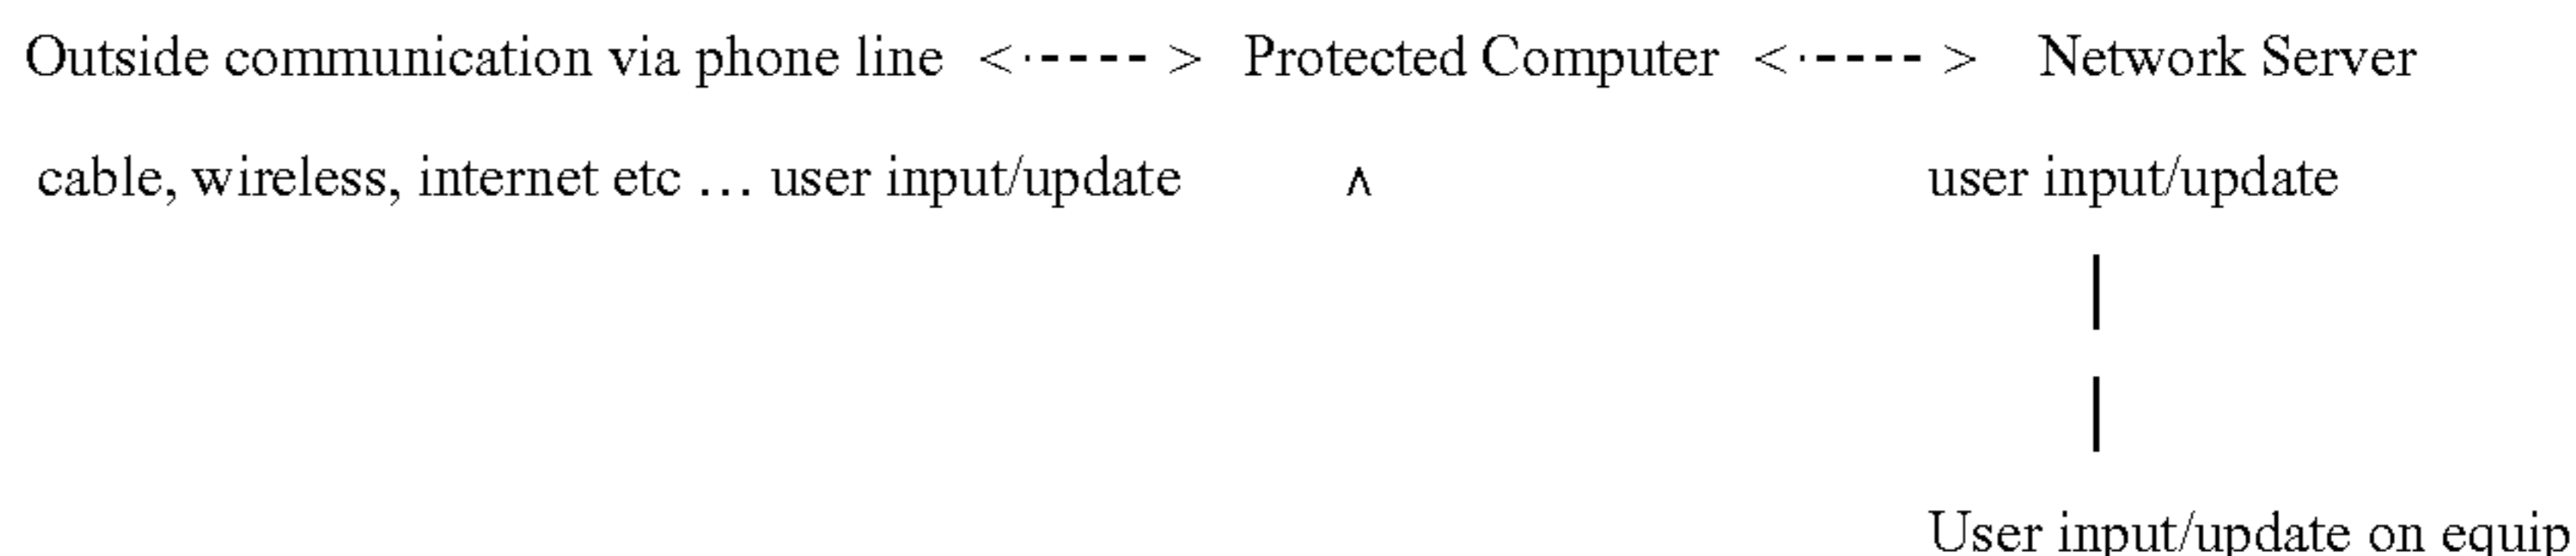 Outside communication via phone line <·----> Protected Computer <·----> Network Server
cable, wireless, internet etc … user input/update ^ user input/update
|
|
User input/update on equip